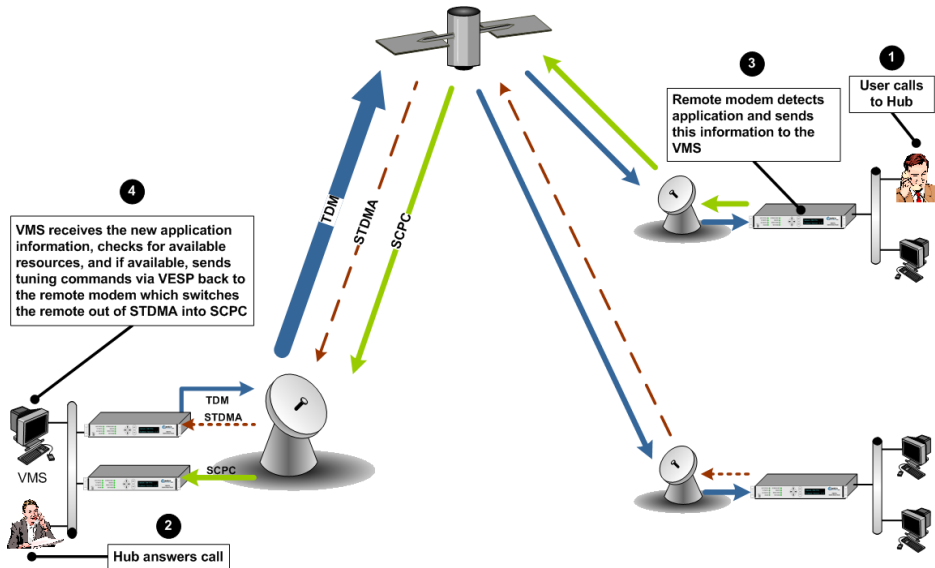 1
User calls
to Hub
3
Remote modem detects
application and sends
this information to the
VMS
4
VMS receives the new application
information, checks for available
resources, and if available, sends
tuning commands via VESP back to
the remote modem which switches
the remote out of STDMA into SCPC
TDM
STDMA
SCPC
TDM
STDMA
SCPC
VMS
2
Hub answers call